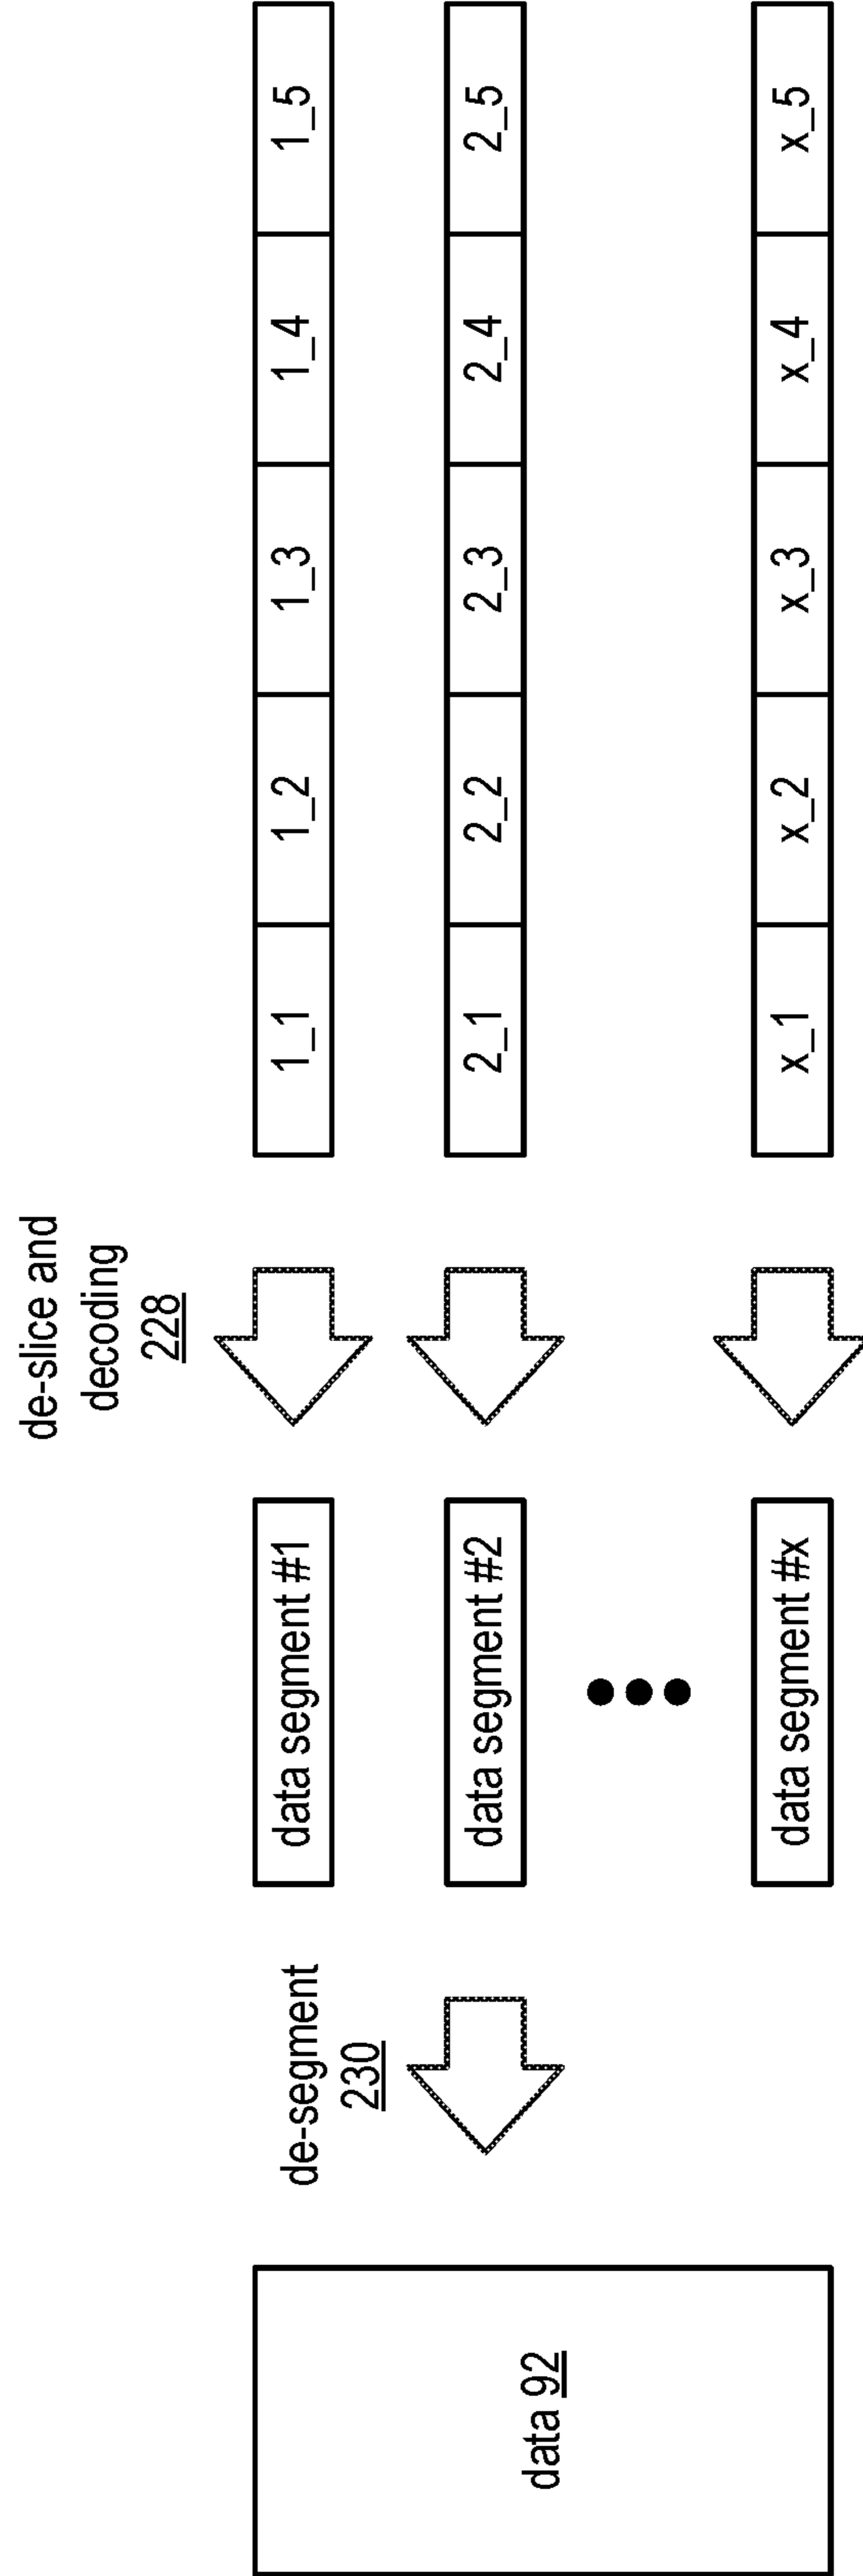 de-slice and
decoding
228
de-segment
230
data 92
data segment #1
1_1 1_2 1_3 1_4 1_5
data segment #2
2_1 2_2 2_3 2_4 2_5
data segment #x
x_1 x_2 x_3 x_4 x_5